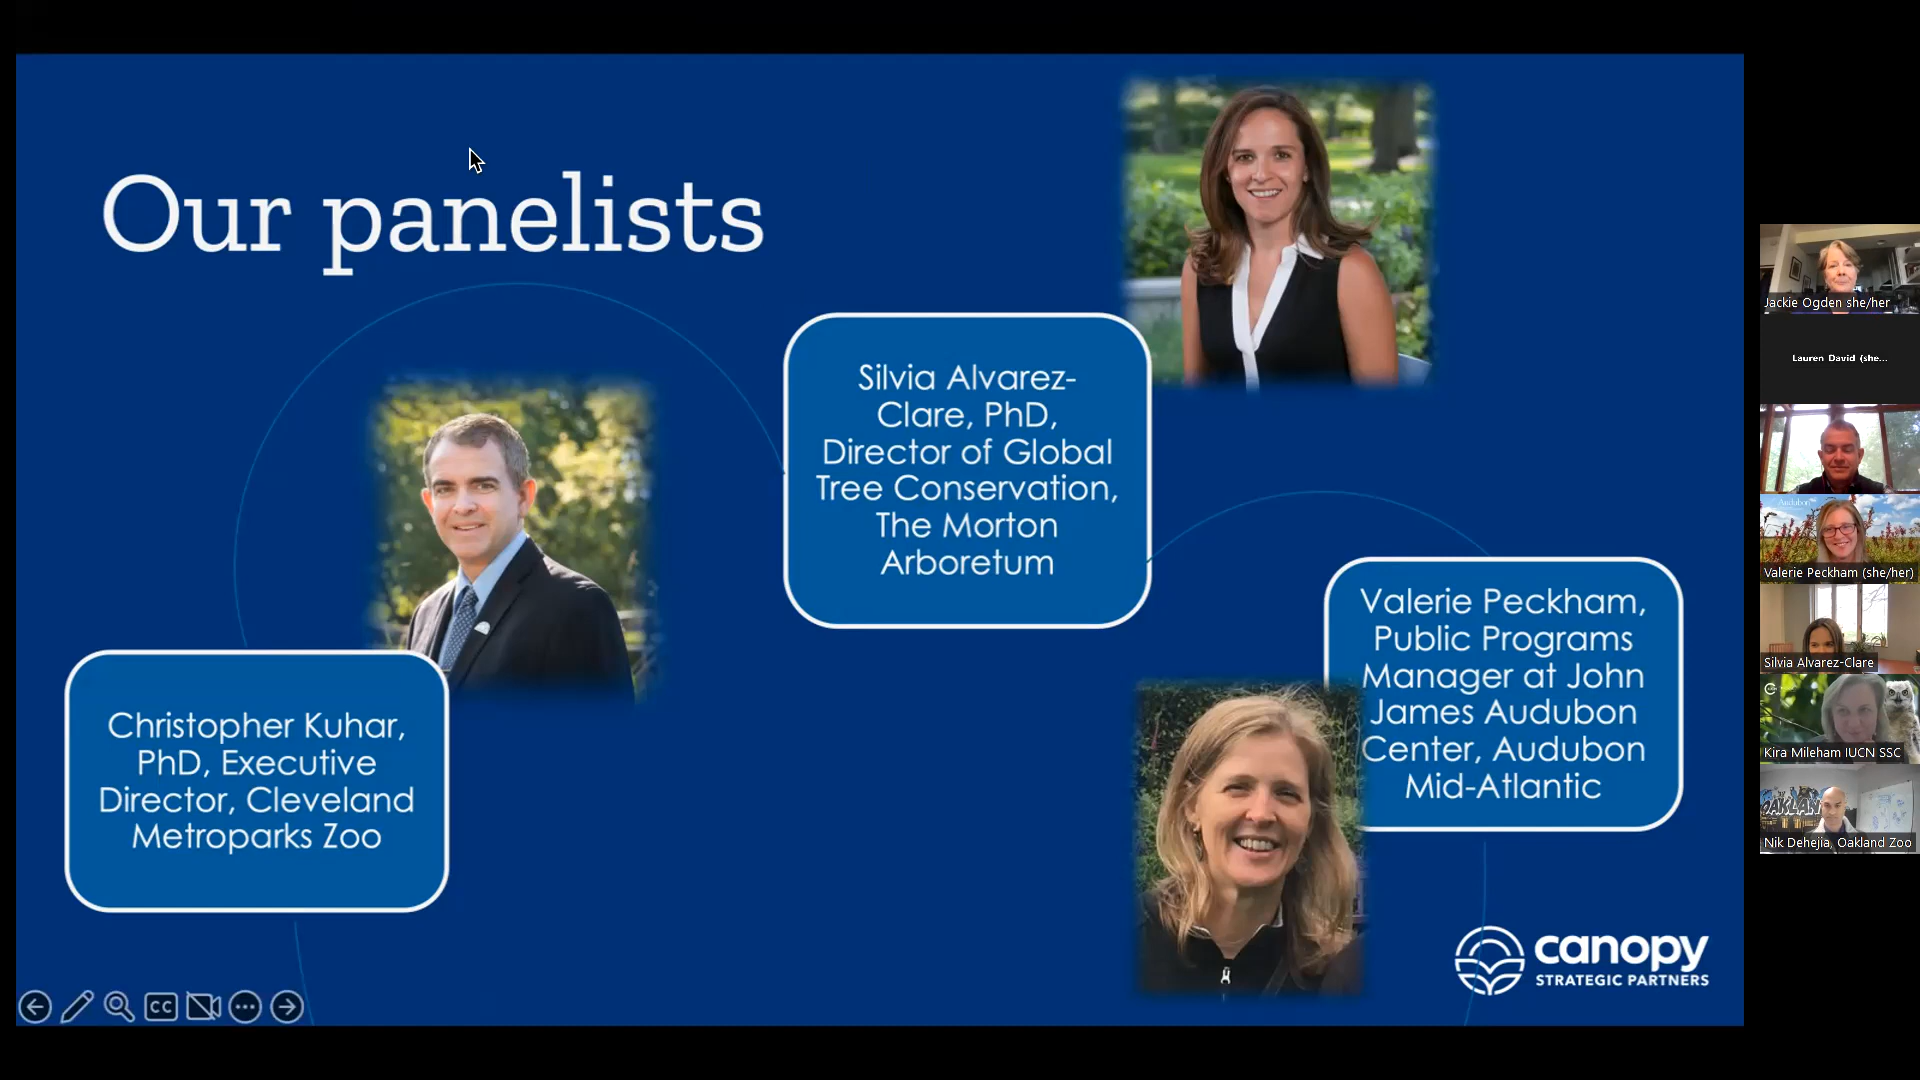 Our panelists
Silvia Alvarez-
Clare, PhD,
Director of Global
Tree Conservation,
The Morton
Arboretum
Christopher Kuhar,
PhD, Executive
Director, Cleveland
Metroparks Zoo
Valerie Peckham,
Public Programs
Manager at John
James Audubon
Center, Audubon
Mid-Atlantic
canopy
STRATEGIC PARTNERS
CC
Jackie Ogden she/her
Lauren David (she...
Audubon
Valerie Peckham (she/her)
Silvia Alvarez-Clare
Kira Mileham IUCN SSC
OAKLAN
Nik Dehejia, Oakland Zoo